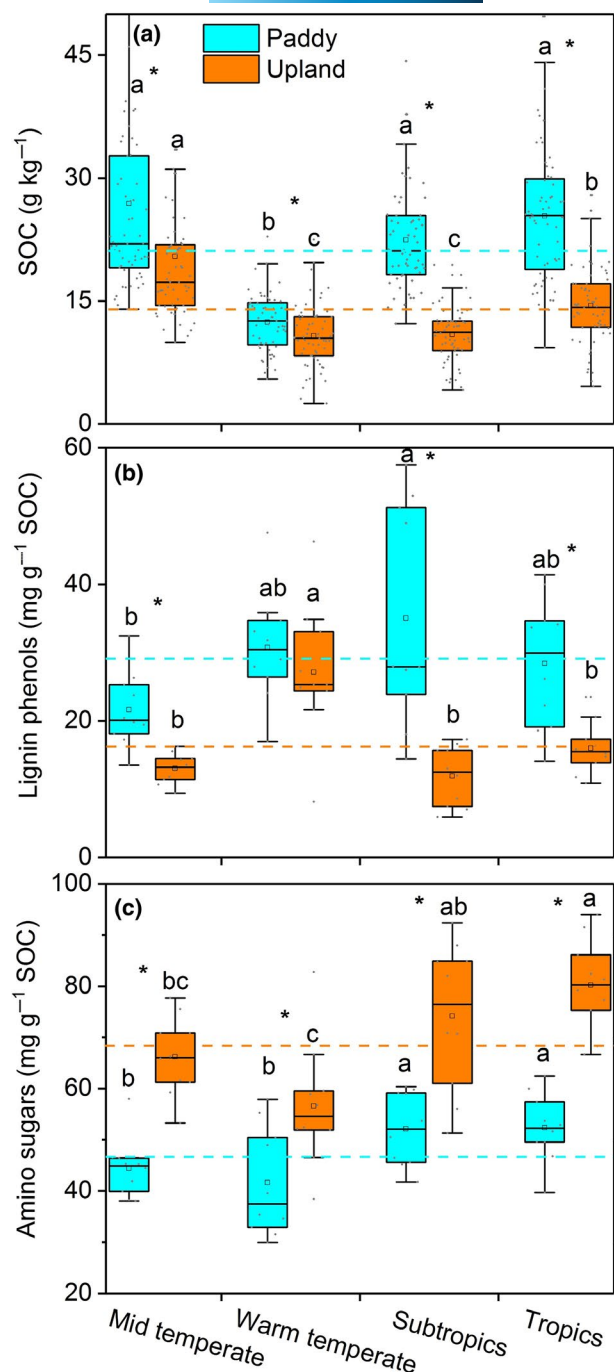 (a)
Paddy
Upland
45
30
15
0
SOC (g kg−1)
a *
a
b
*
c
a *
c
a *
b
(b)
60
40
20
0
Lignin phenols (mg g−1 SOC)
b *
b
ab
a
a *
b
ab *
b
(c)
100
80
60
40
20
Amino sugars (mg g−1 SOC)
*
b
bc
*
b
c
*
a
ab
*
a
a
Mid temperate
Warm temperate
Subtropics
Tropics